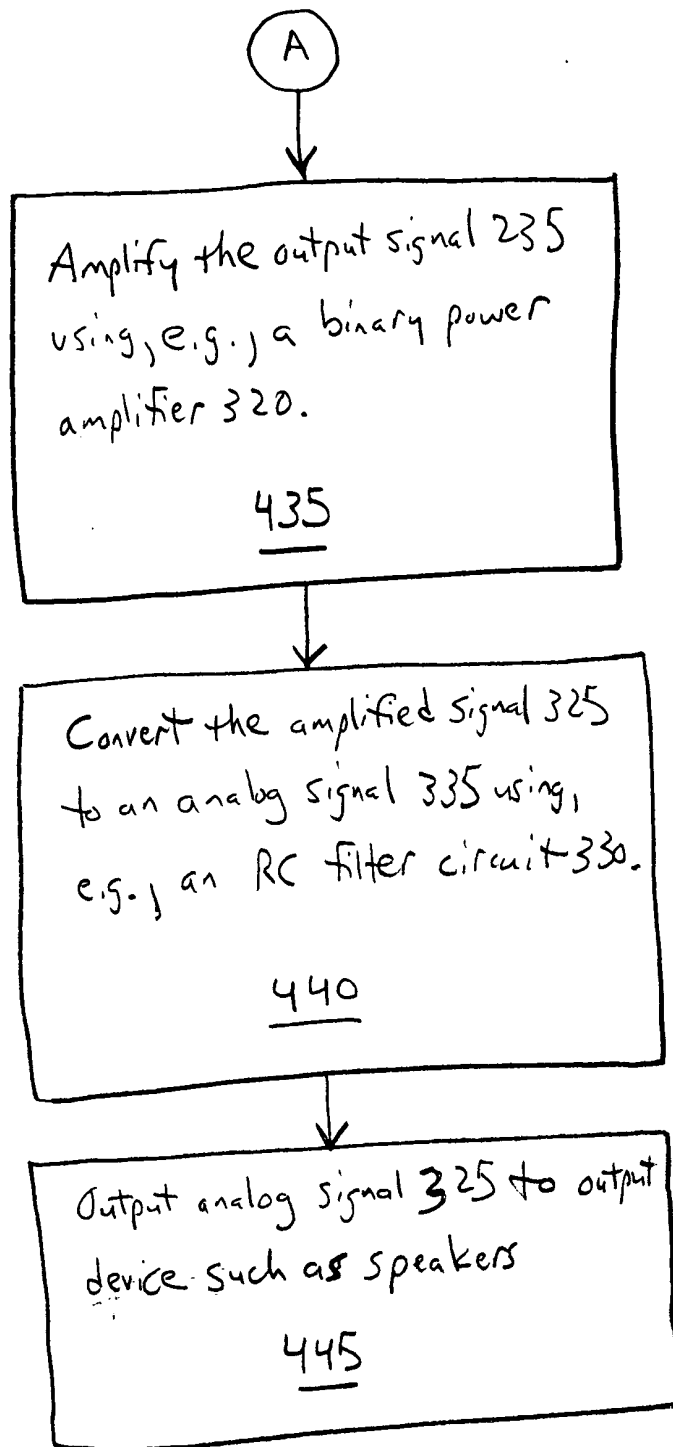 A
Amplify the output signal 235
using, e.g., a binary power
amplifier 320.
435
Convert the amplified signal 325
to an analog signal 335 using,
e.g., an RC filter circuit 330.
440
Output analog signal 325 to output
device such as speakers
445